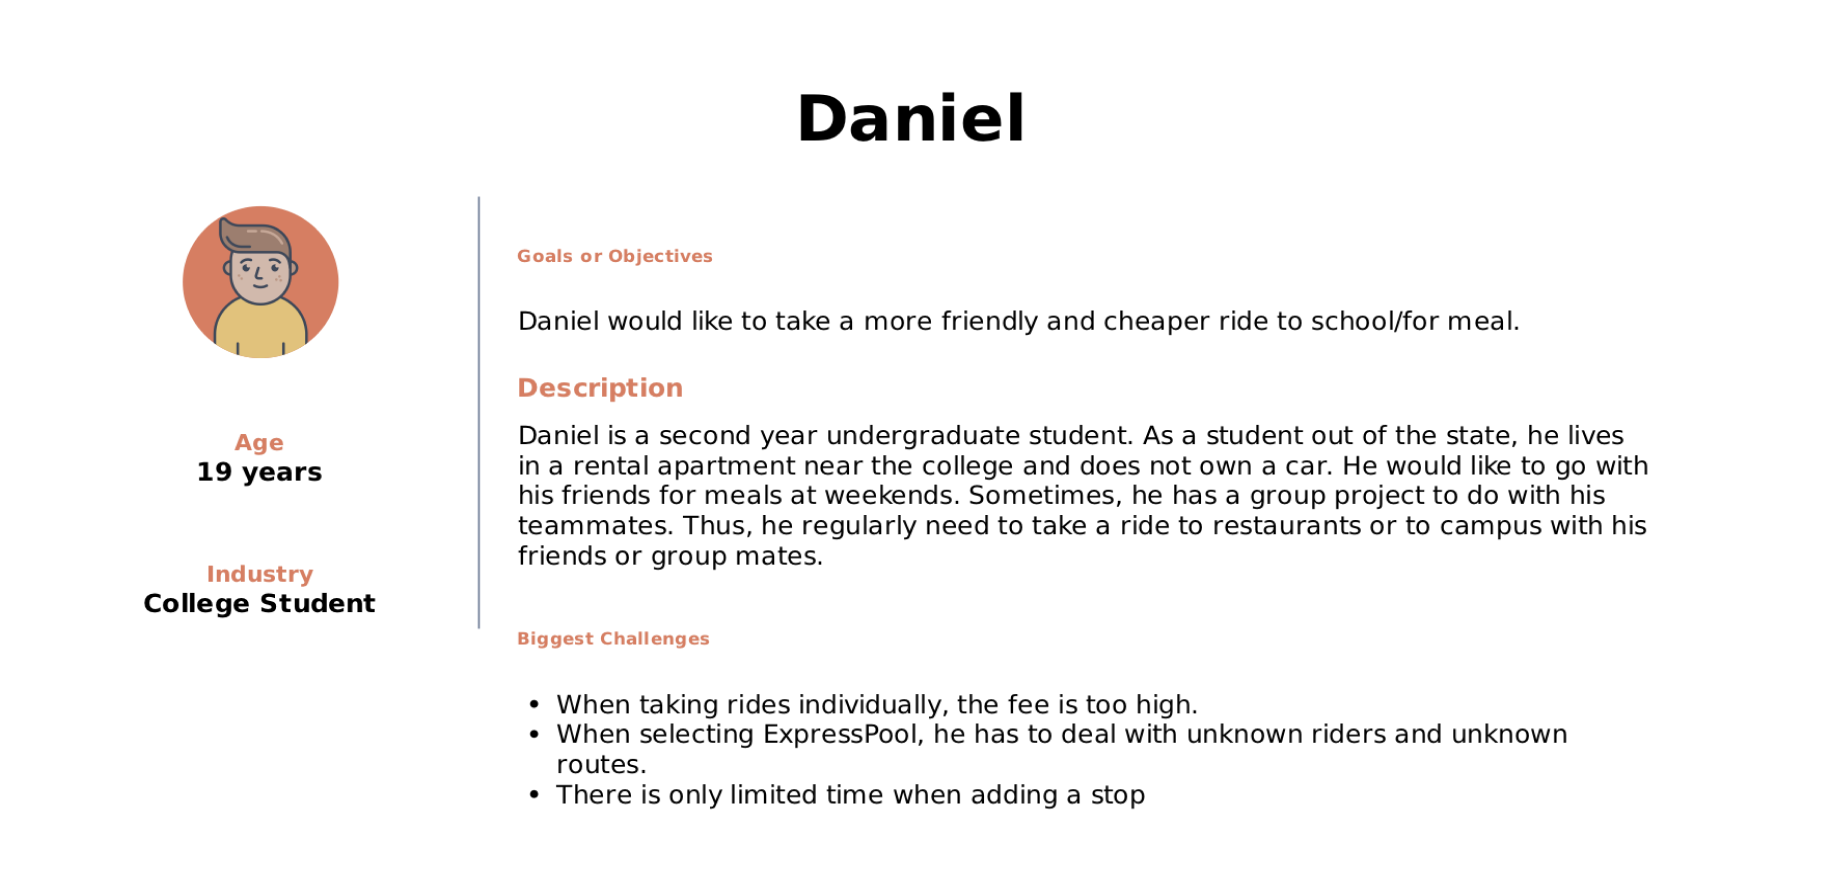 Daniel
Age
19 years
Industry
College Student
Goals or Objectives
Daniel would like to take a more friendly and cheaper ride to school/for meal.
Description
Daniel is a second year undergraduate student. As a student out of the state, he lives
in a rental apartment near the college and does not own a car. He would like to go with
his friends for meals at weekends. Sometimes, he has a group project to do with his
teammates. Thus, he regularly need to take a ride to restaurants or to campus with his
friends or group mates.
Biggest Challenges
• When taking rides individually, the fee is too high.
• When selecting ExpressPool, he has to deal with unknown riders and unknown
routes.
• There is only limited time when adding a stop